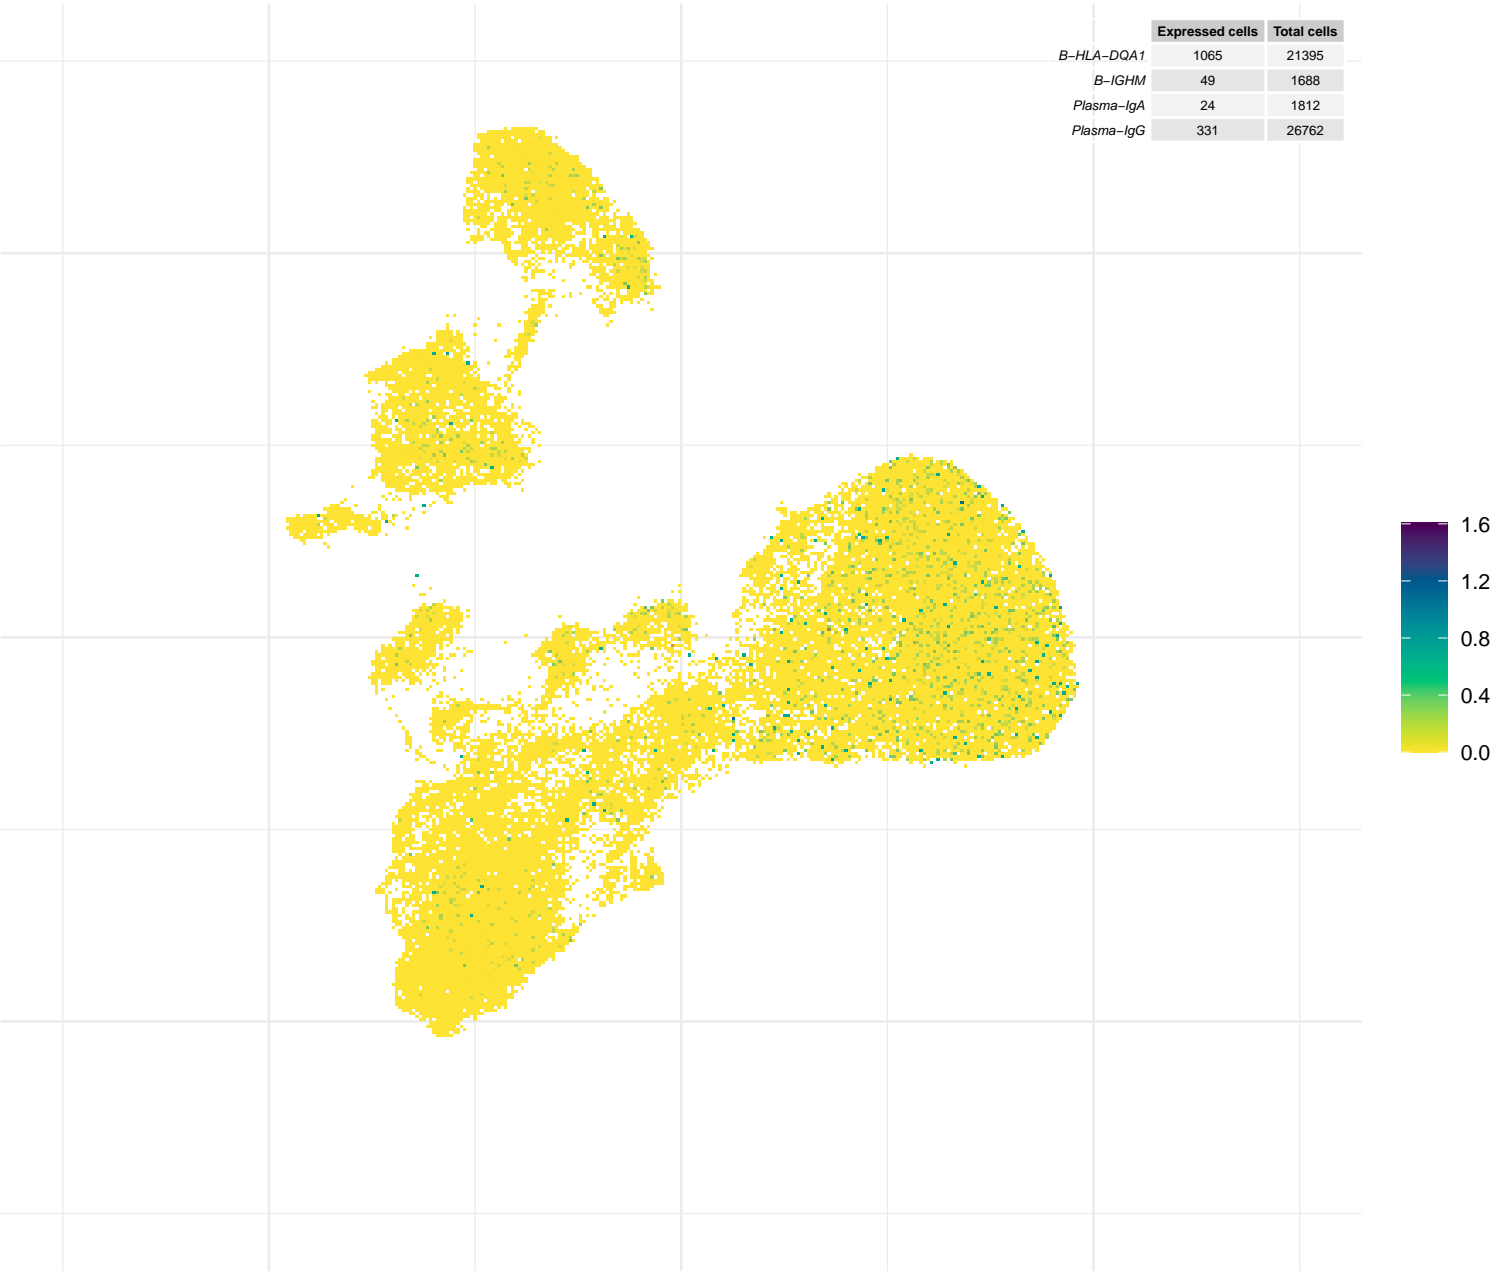 Expressed cells Total cells
B−HLA−DQA1 1065 21395
B−IGHM 49 1688
Plasma−IgA 24 1812
Plasma−IgG 331 26762
1.6
1.2
0.8
0.4
0.0